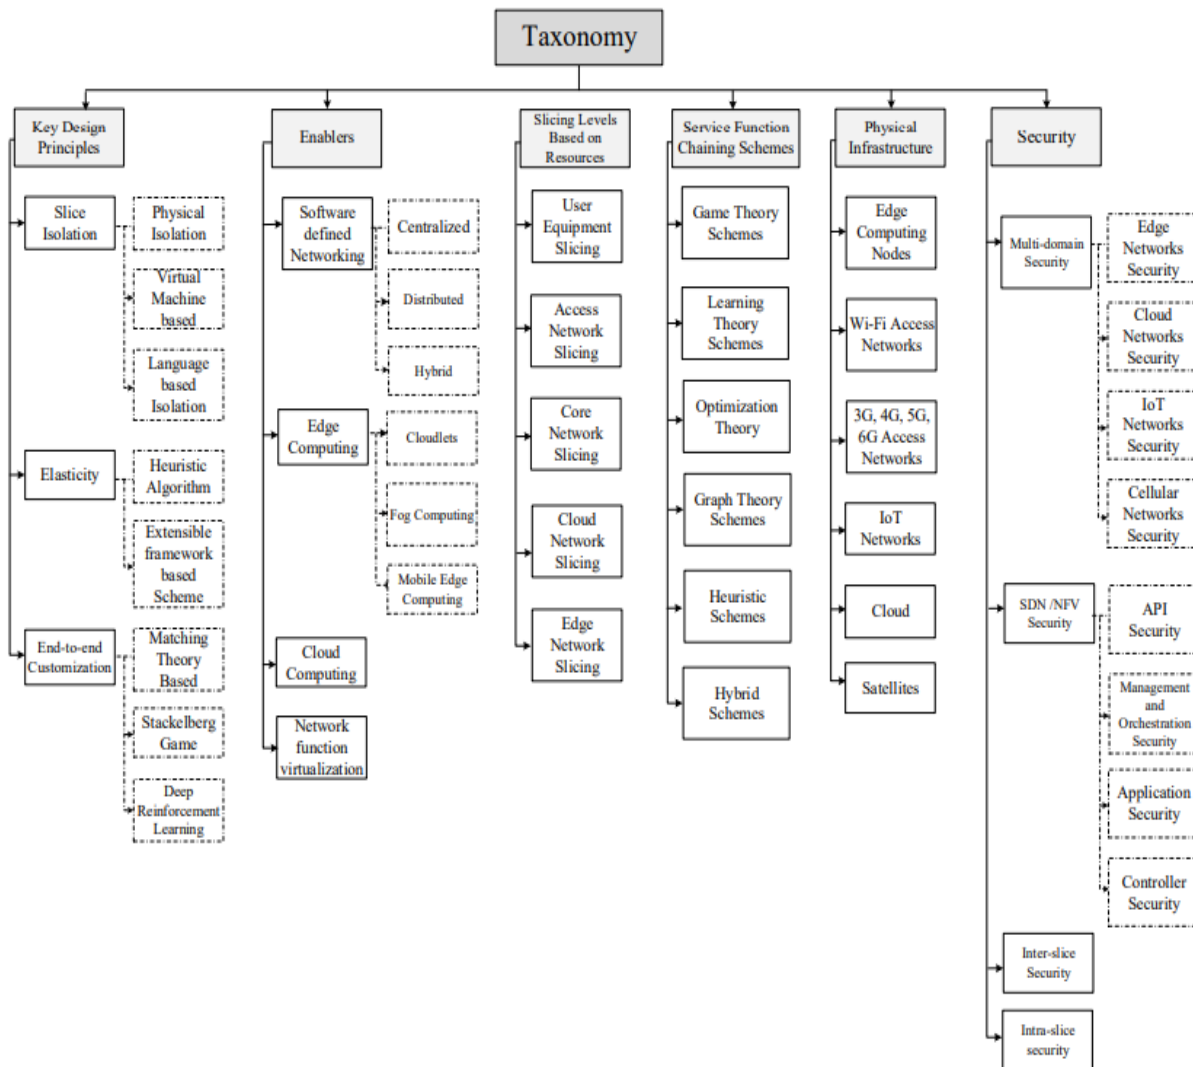 Taxonomy
Key Design
Principles
Slice
Isolation
Physical
Isolation
Virtual
Machine
based
Language
based
Isolation
Elasticity
Heuristic
Algorithm
Extensible
framework
based
Scheme
End-to-end
Customization
Matching
Theory
Based
Stackelberg
Game
Deep
Reinforcement
Learning
Enablers
Software
defined
Networking
Centralized
Distributed
Hybrid
Edge
Computing
Cloudlets
Fog Computing
Mobile Edge
Computing
Cloud
Computing
Network
function
virtualization
Slicing Levels
Based on
Resources
User
Equipment
Slicing
Access
Network
Slicing
Core
Network
Slicing
Cloud
Network
Slicing
Edge
Network
Slicing
Service Function
Chaining Schemes
Game Theory
Schemes
Learning
Theory
Schemes
Optimization
Theory
Graph Theory
Schemes
Heuristic
Schemes
Hybrid
Schemes
Physical
Infrastructure
Edge
Computing
Nodes
Wi-Fi Access
Networks
3G, 4G, 5G,
6G Access
Networks
IoT
Networks
Cloud
Satellites
Security
Multi-domain
Security
Edge
Networks
Security
Cloud
Networks
Security
IoT
Networks
Security
Cellular
Networks
Security
SDN /NFV
Security
API
Security
Management
and
Orchestration
Security
Application
Security
Controller
Security
Inter-slice
Security
Intra-slice
security